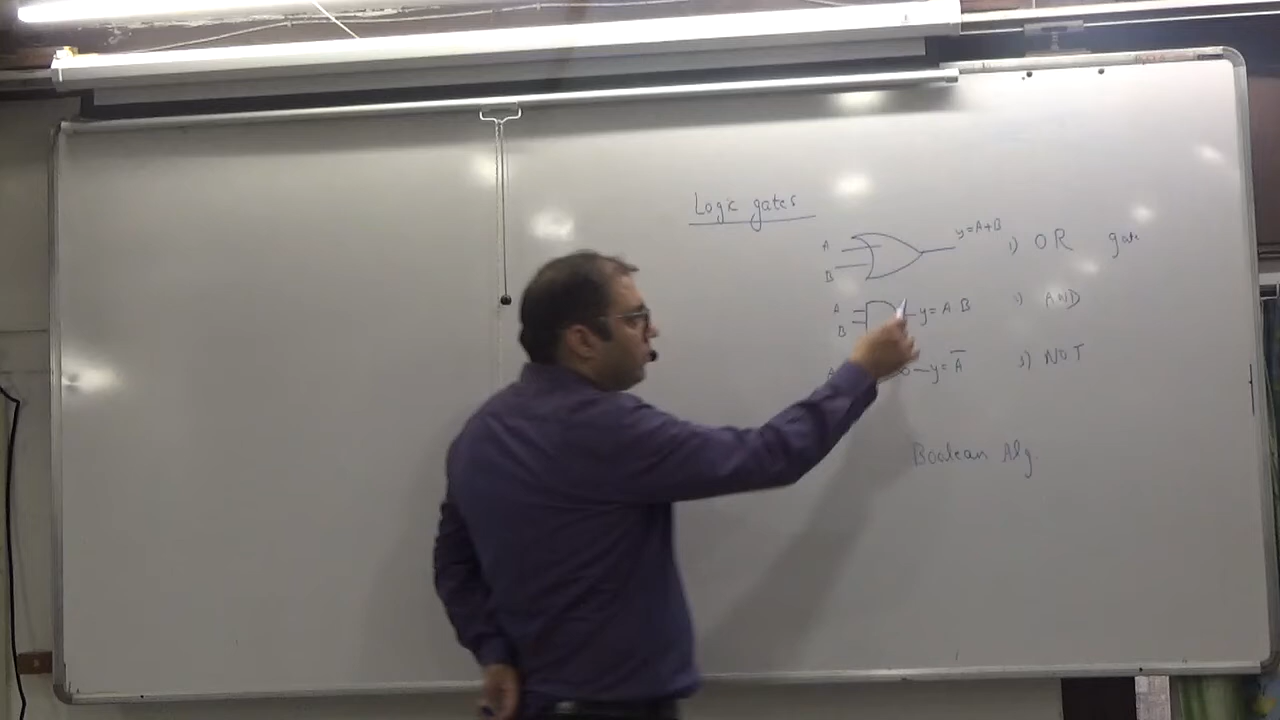 Logic gates
A
B
y=A+B 1) OR gate
A
B
y=A B 2) AND
A y=A̅ 3) NOT
Boolean Alg.